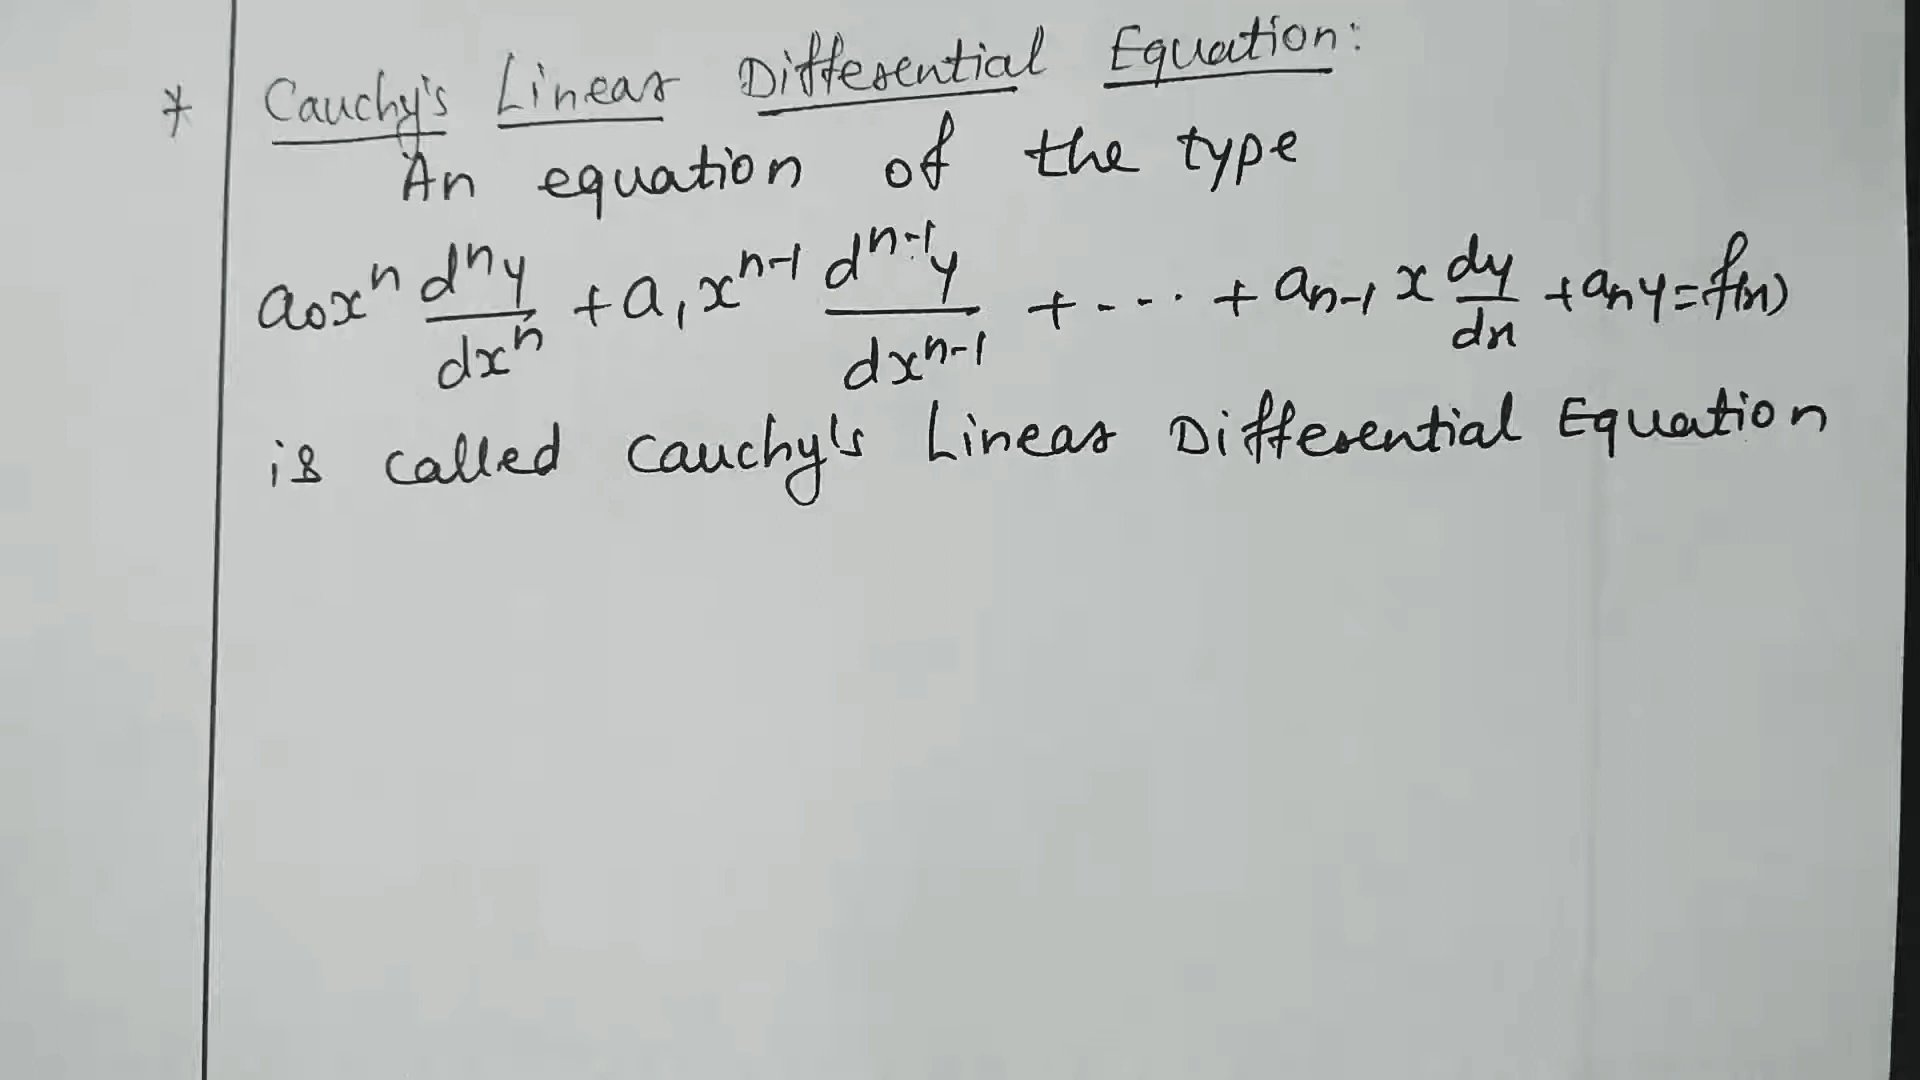 * Cauchy's Linear Differential Equation:
An equation of the type
a₀xⁿ dⁿy/dxⁿ + a₁xⁿ⁻¹ dⁿ⁻¹y/dxⁿ⁻¹ + - - - . + aₙ₋₁ x dy/dx + aₙy = f(x)
is called Cauchy's Linear Differential Equation